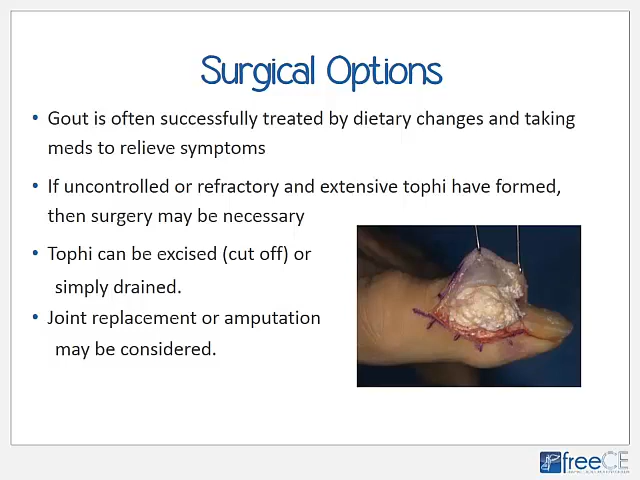 Surgical Options
• Gout is often successfully treated by dietary changes and taking
meds to relieve symptoms
• If uncontrolled or refractory and extensive tophi have formed,
then surgery may be necessary
• Tophi can be excised (cut off) or
simply drained.
• Joint replacement or amputation
may be considered.
freeCE